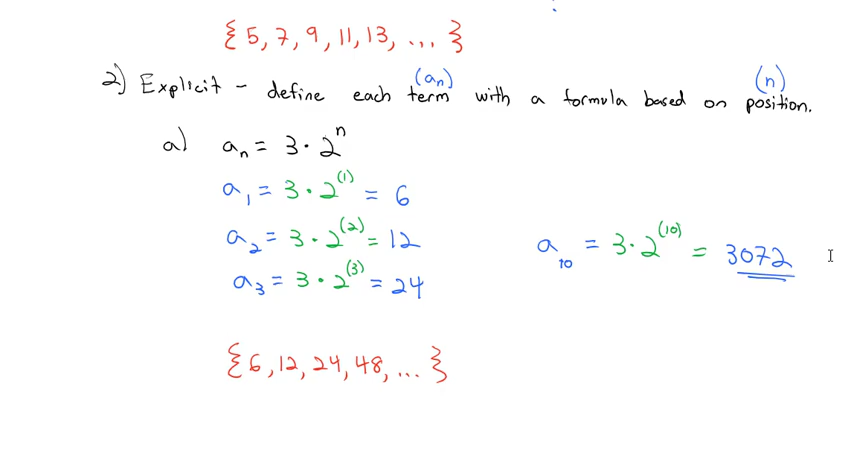 {5, 7, 9, 11, 13, ...}
(aₙ) (n)
2) Explicit - define each term with a formula based on position.
a) aₙ = 3 · 2ⁿ
a₁ = 3 · 2⁽¹⁾ = 6
a₂ = 3 · 2⁽²⁾ = 12
a₁₀ = 3 · 2⁽¹⁰⁾ = 3072
a₃ = 3 · 2⁽³⁾ = 24
{6, 12, 24, 48, ...}